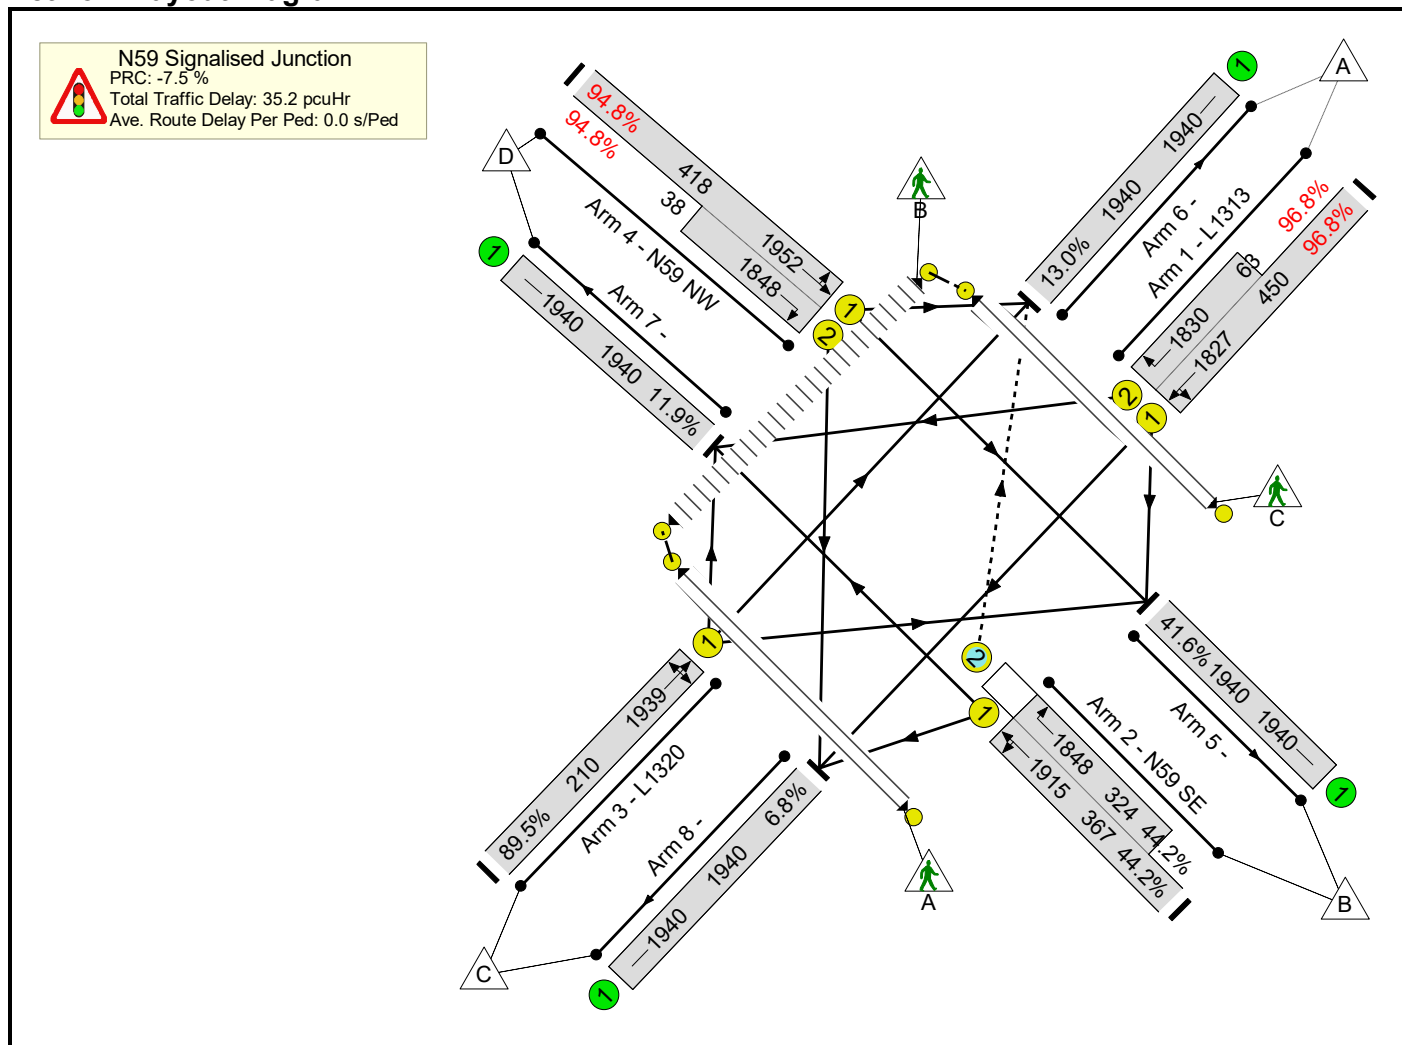 N59 Signalised Junction
PRC: -7.5 %
Total Traffic Delay: 35.2 pcuHr
Ave. Route Delay Per Ped: 0.0 s/Ped
A
D
B
C
94.8%
94.8%
418
38
1952
1848
Arm 4 - N59 NW
1
2
1
Arm 7 -
1940
1940
11.9%
1
1940
1940
13.0%
Arm 6 -
Arm 1 - L1313
96.8%
96.8%
63
450
1830
1827
2
1
1
1939
210
89.5%
Arm 3 - L1320
Arm 8 -
6.8%
1940
1940
1
C
A
2
1
1848
324
44.2%
1915
367
44.2%
Arm 2 - N59 SE
Arm 5 -
41.6%
1940
1940
1
B